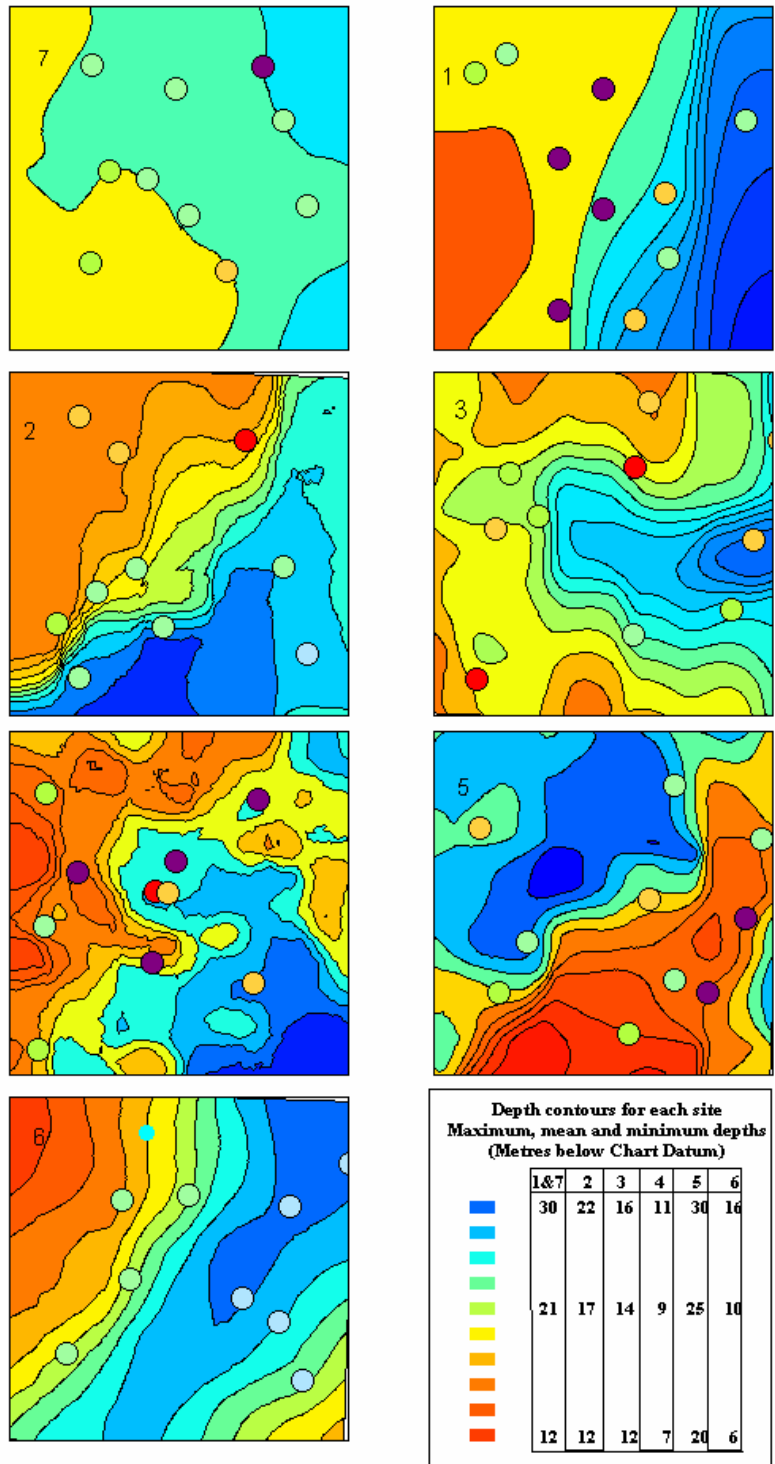 7
1
2
3
5
6
Depth contours for each site
Maximum, mean and minimum depths
(Metres below Chart Datum)
1&7 2 3 4 5 6
30 22 16 11 30 16
21 17 14 9 25 10
12 12 12 7 20 6